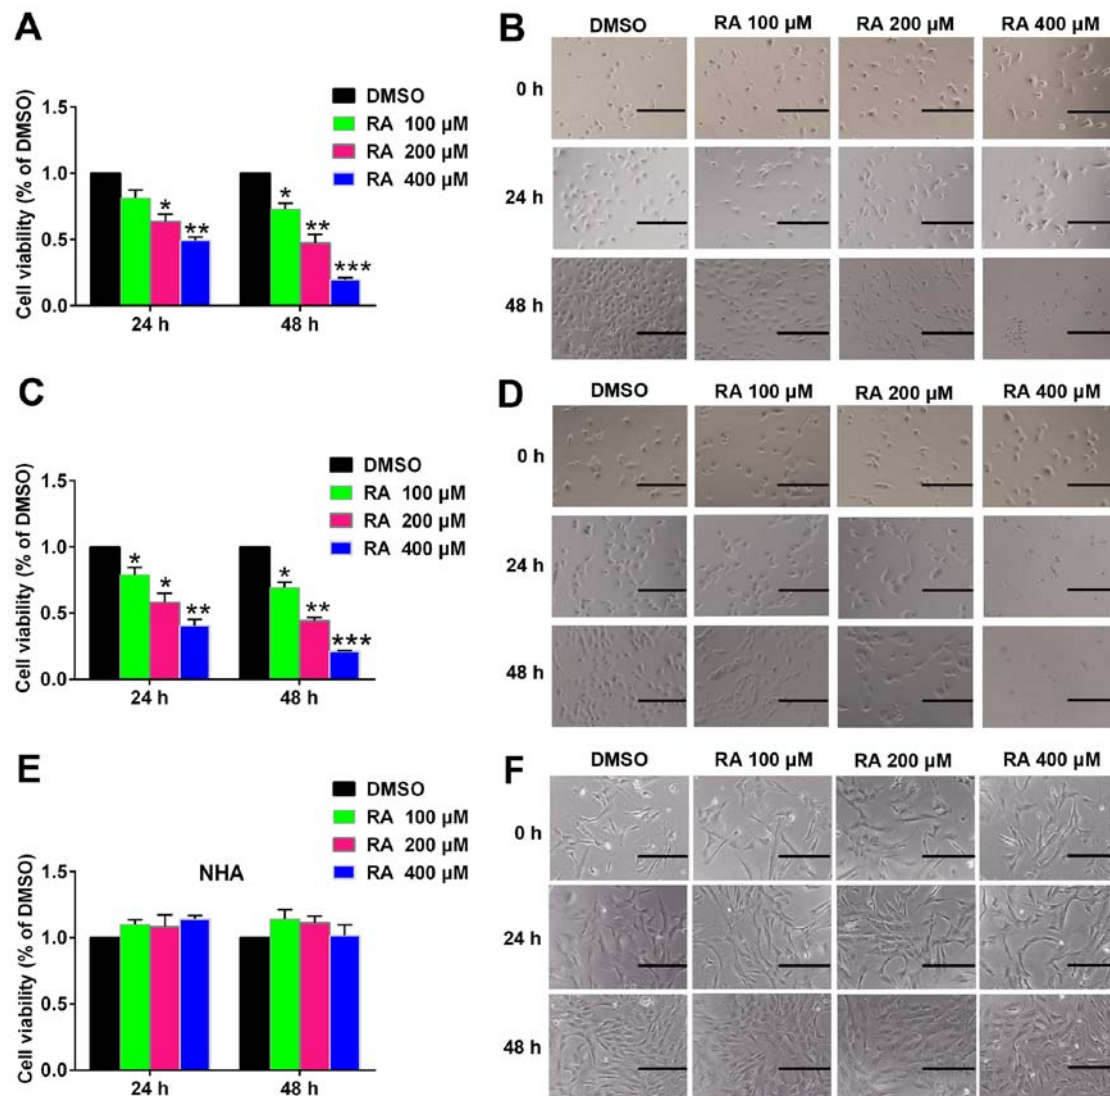 A
DMSO
RA 100 µM
RA 200 µM
RA 400 µM
Cell viability (% of DMSO)
1.5
1.0
0.5
0.0
*
**
*
**
***
24 h
48 h
B
DMSO
RA 100 µM
RA 200 µM
RA 400 µM
0 h
24 h
48 h
C
DMSO
RA 100 µM
RA 200 µM
RA 400 µM
Cell viability (% of DMSO)
1.5
1.0
0.5
0.0
*
*
**
*
**
***
24 h
48 h
D
DMSO
RA 100 µM
RA 200 µM
RA 400 µM
0 h
24 h
48 h
E
DMSO
RA 100 µM
RA 200 µM
RA 400 µM
NHA
Cell viability (% of DMSO)
1.5
1.0
0.5
0.0
24 h
48 h
F
DMSO
RA 100 µM
RA 200 µM
RA 400 µM
0 h
24 h
48 h